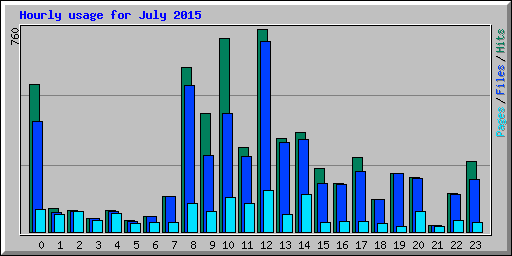 Hourly usage for July 2015
760
Pages/Files/Hits
0 1 2 3 4 5 6 7 8 9 10 11 12 13 14 15 16 17 18 19 20 21 22 23